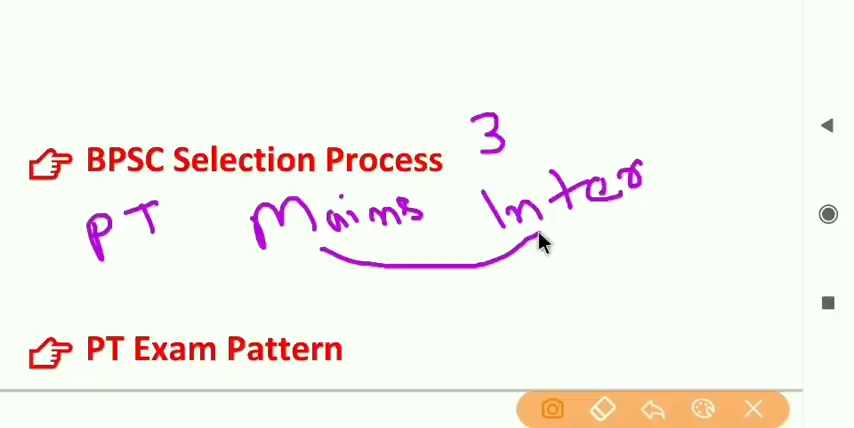 3
BPSC Selection Process
PT Mains Inter
PT Exam Pattern